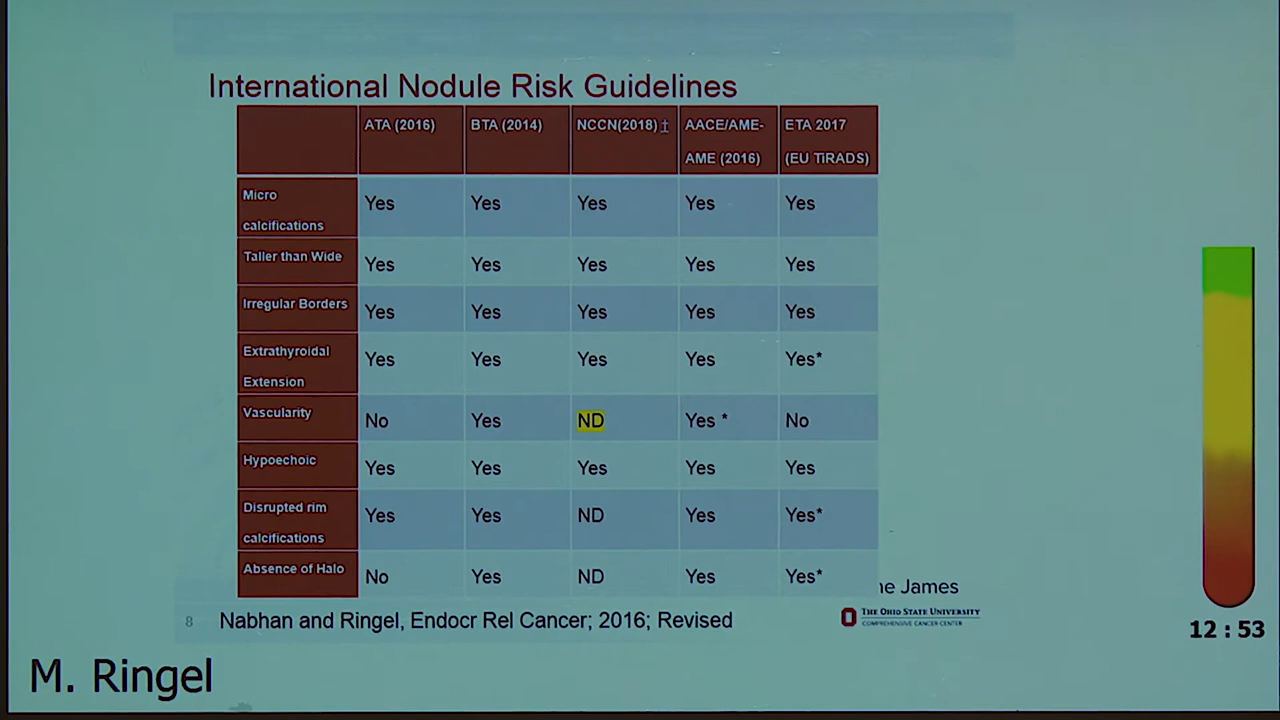 International Nodule Risk Guidelines
ATA (2016) BTA (2014) NCCN(2018) † AACE/AME- ETA 2017
AME (2016) (EU TIRADS)
Micro
calcifications Yes Yes Yes Yes Yes
Taller than Wide Yes Yes Yes Yes Yes
Irregular Borders Yes Yes Yes Yes Yes
Extrathyroidal
Extension Yes Yes Yes Yes Yes*
Vascularity No Yes ND Yes * No
Hypoechoic Yes Yes Yes Yes Yes
Disrupted rim
calcifications Yes Yes ND Yes Yes*
Absence of Halo No Yes ND Yes Yes*
James
8 Nabhan and Ringel, Endocr Rel Cancer; 2016; Revised
THE OHIO STATE UNIVERSITY
COMPREHENSIVE CANCER CENTER
12 : 53
M. Ringel